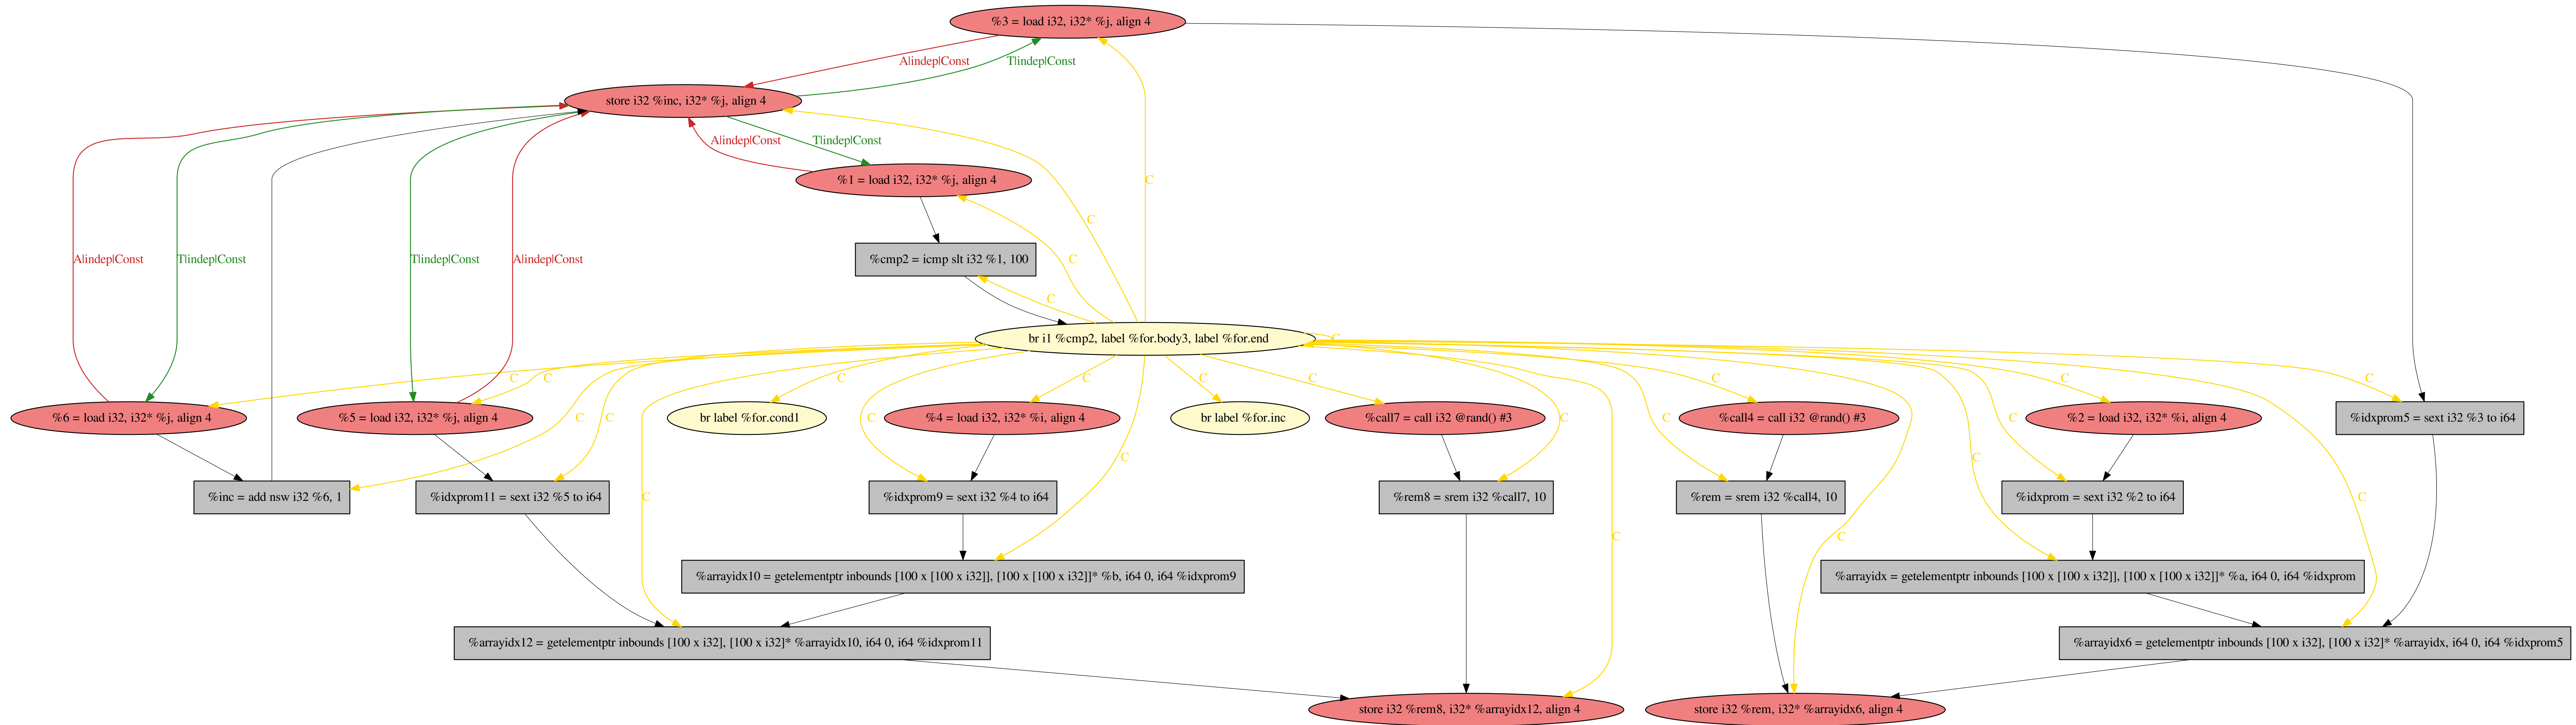 %3 = load i32, i32* %j, align 4
A|indep|Const
T|indep|Const
store i32 %inc, i32* %j, align 4
A|indep|Const
T|indep|Const
%1 = load i32, i32* %j, align 4
C
C
A|indep|Const
T|indep|Const
T|indep|Const
A|indep|Const
C
%cmp2 = icmp slt i32 %1, 100
C
br i1 %cmp2, label %for.body3, label %for.end
C
C
C
C
C
C
C
C
C
C
C
%6 = load i32, i32* %j, align 4
%5 = load i32, i32* %j, align 4
br label %for.cond1
%4 = load i32, i32* %i, align 4
br label %for.inc
%call7 = call i32 @rand() #3
%call4 = call i32 @rand() #3
%2 = load i32, i32* %i, align 4
%idxprom5 = sext i32 %3 to i64
C
C
C
C
C
C
%inc = add nsw i32 %6, 1
%idxprom11 = sext i32 %5 to i64
C
%idxprom9 = sext i32 %4 to i64
%rem8 = srem i32 %call7, 10
%rem = srem i32 %call4, 10
%idxprom = sext i32 %2 to i64
C
C
C
%arrayidx10 = getelementptr inbounds [100 x [100 x i32]], [100 x [100 x i32]]* %b, i64 0, i64 %idxprom9
%arrayidx = getelementptr inbounds [100 x [100 x i32]], [100 x [100 x i32]]* %a, i64 0, i64 %idxprom
%arrayidx12 = getelementptr inbounds [100 x i32], [100 x i32]* %arrayidx10, i64 0, i64 %idxprom11
%arrayidx6 = getelementptr inbounds [100 x i32], [100 x i32]* %arrayidx, i64 0, i64 %idxprom5
store i32 %rem8, i32* %arrayidx12, align 4
store i32 %rem, i32* %arrayidx6, align 4